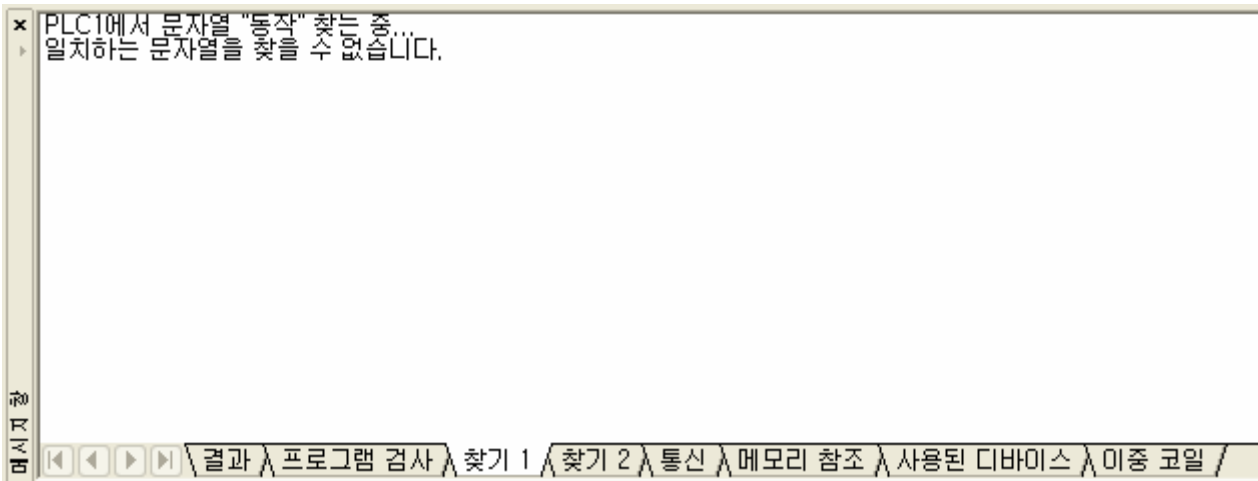 PLC1에서 문자열 "동작" 찾는 중...
일치하는 문자열을 찾을 수 없습니다.
메시지 창
결과 프로그램 검사 찾기 1 찾기 2 통신 메모리 참조 사용된 디바이스 이중 코일